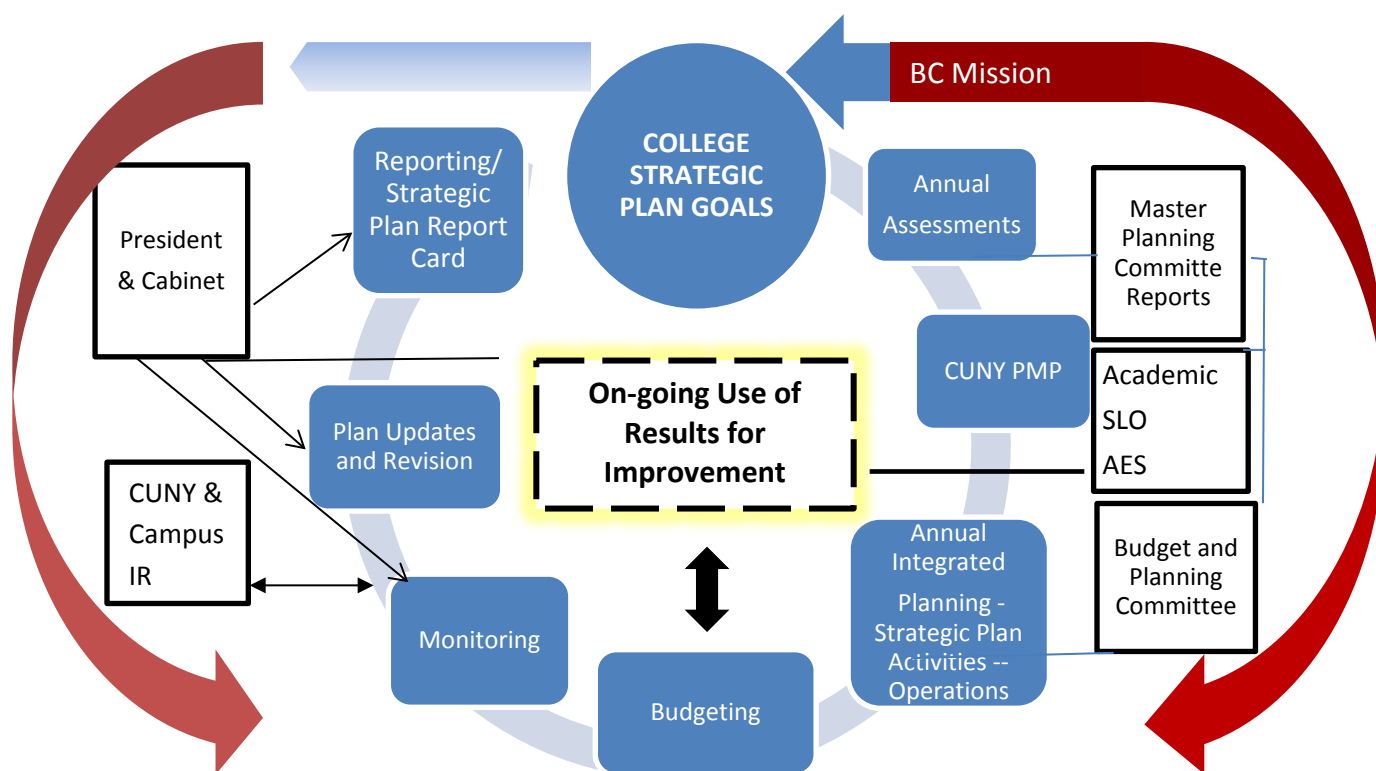 BC Mission
COLLEGE
STRATEGIC
PLAN GOALS
Reporting/
Strategic
Plan Report
Card
Annual
Assessments
President
& Cabinet
Master
Planning
Committe
Reports
CUNY PMP
Academic
SLO
AES
On-going Use of
Results for
Improvement
Plan Updates
and Revision
CUNY &
Campus
IR
Annual
Integrated
Planning -
Strategic Plan
Activities --
Operations
Budget and
Planning
Committee
Monitoring
Budgeting